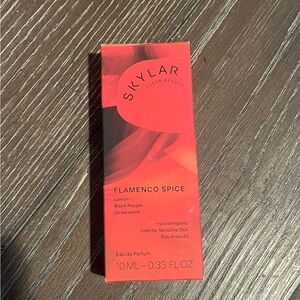 SKYLAR
CLEAN BEAUTY
FLAMENCO SPICE
Lemon
Black Pepper
Cedarwood
Hypoallergenic
Safe for Sensitive Skin
Eco-Friendly
Eau de Parfum
10 ML – 0.33 FL.OZ